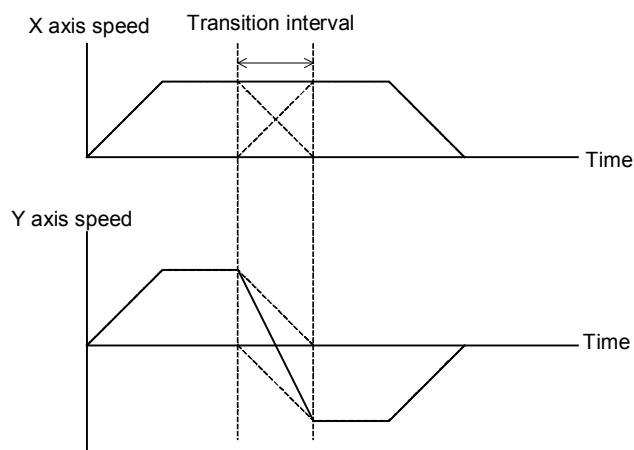 X axis speed
Transition interval
Time
Y axis speed
Time